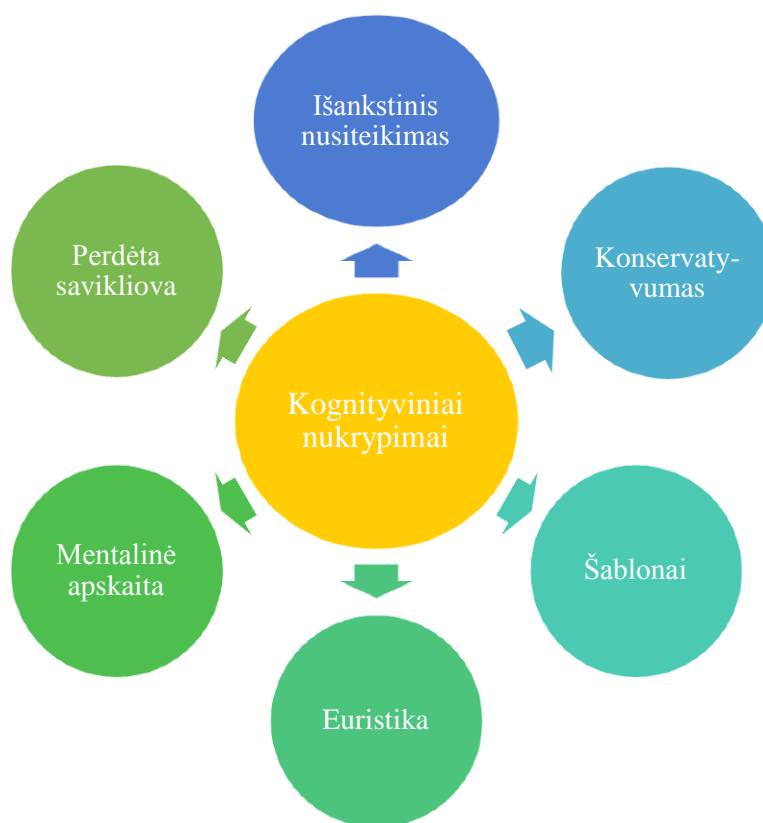 Išankstinis
nusiteikimas
Perdėta
savikliova
Konservaty-
vumas
Kognityviniai
nukrypimai
Mentalinė
apskaita
Šablonai
Euristika